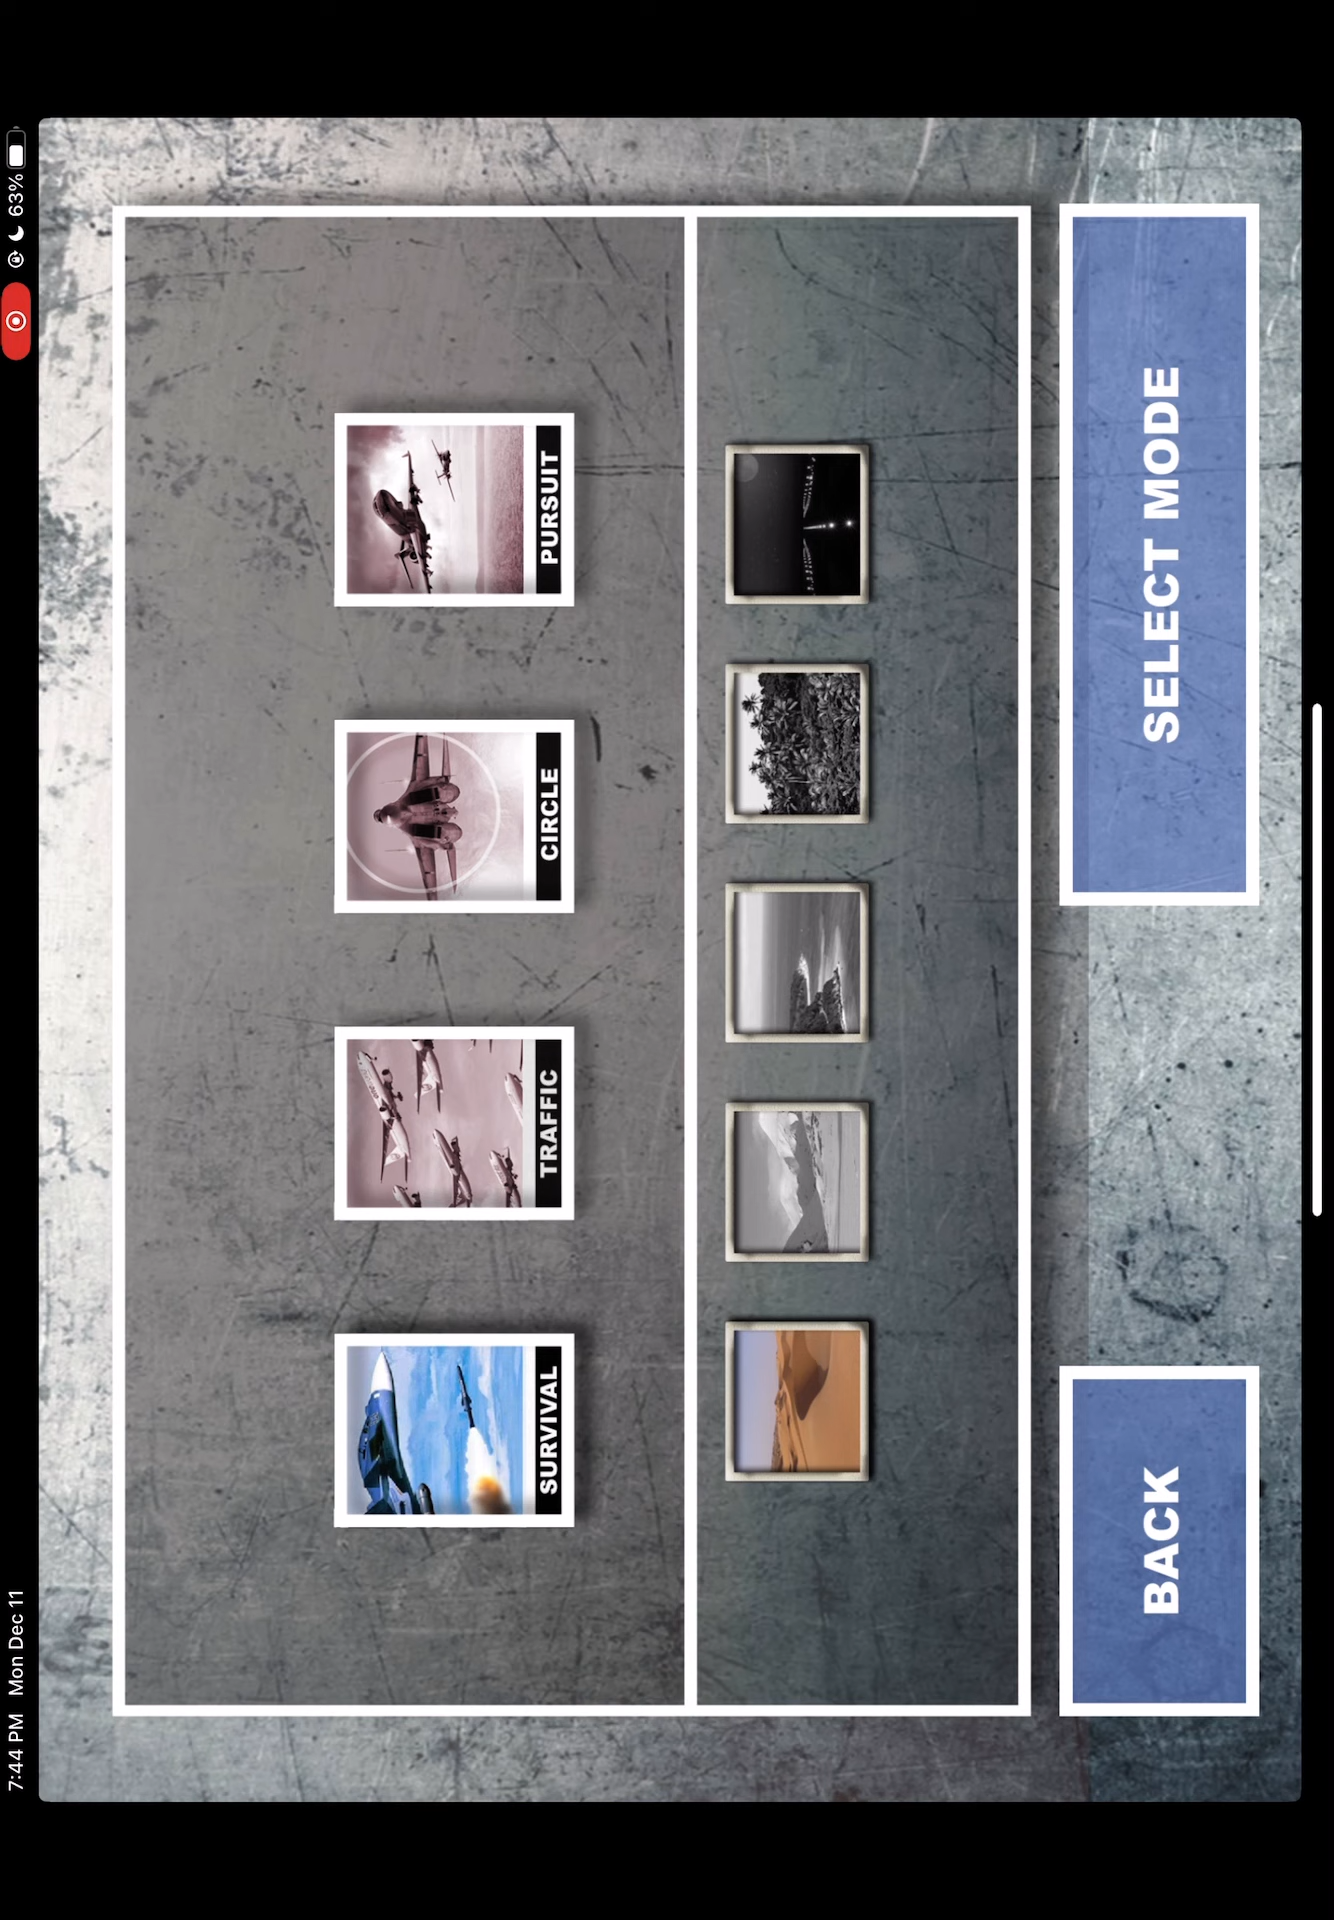 7:44 PM Mon Dec 11
63%
SURVIVAL
TRAFFIC
CIRCLE
PURSUIT
BACK
SELECT MODE